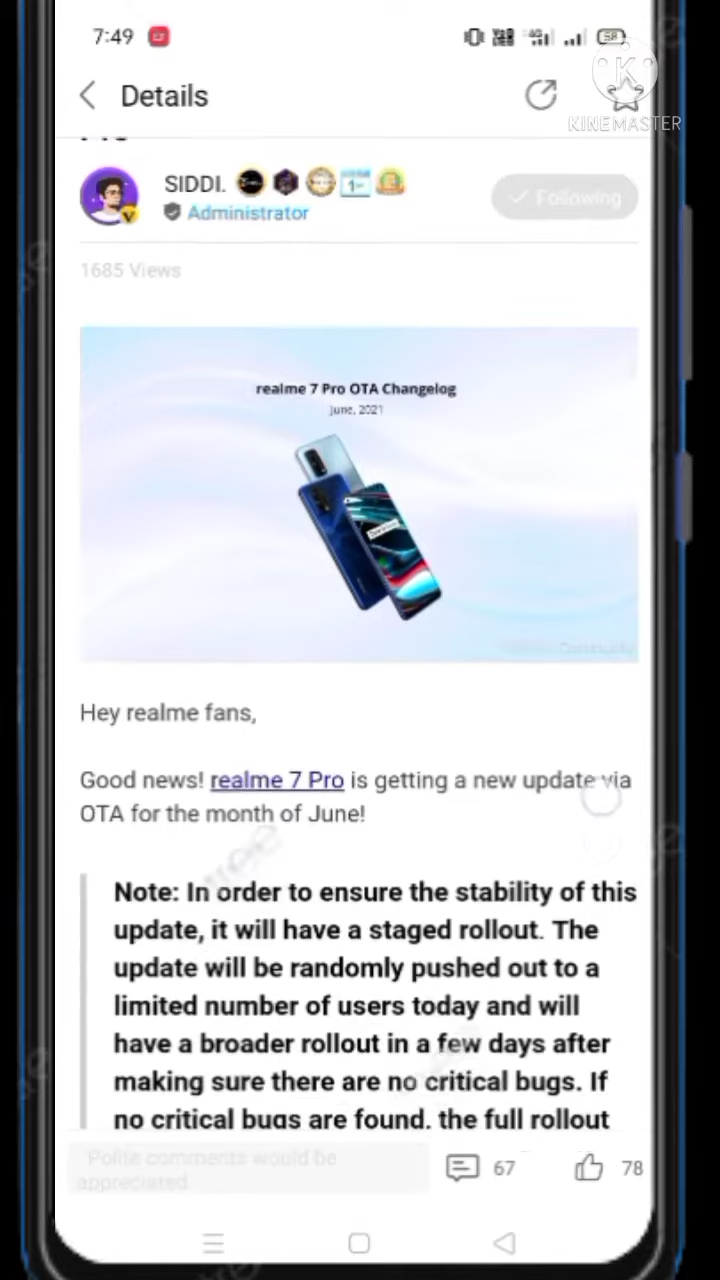 7:49
58
KINEMASTER
Details
SIDDI.
Administrator
Following
1685 Views
realme 7 Pro OTA Changelog
June, 2021
Community
Hey realme fans,
Good news! realme 7 Pro is getting a new update via
OTA for the month of June!
Note: In order to ensure the stability of this
update, it will have a staged rollout. The
update will be randomly pushed out to a
limited number of users today and will
have a broader rollout in a few days after
making sure there are no critical bugs. If
no critical bugs are found, the full rollout
Polite comments would be
appreciated
67
78